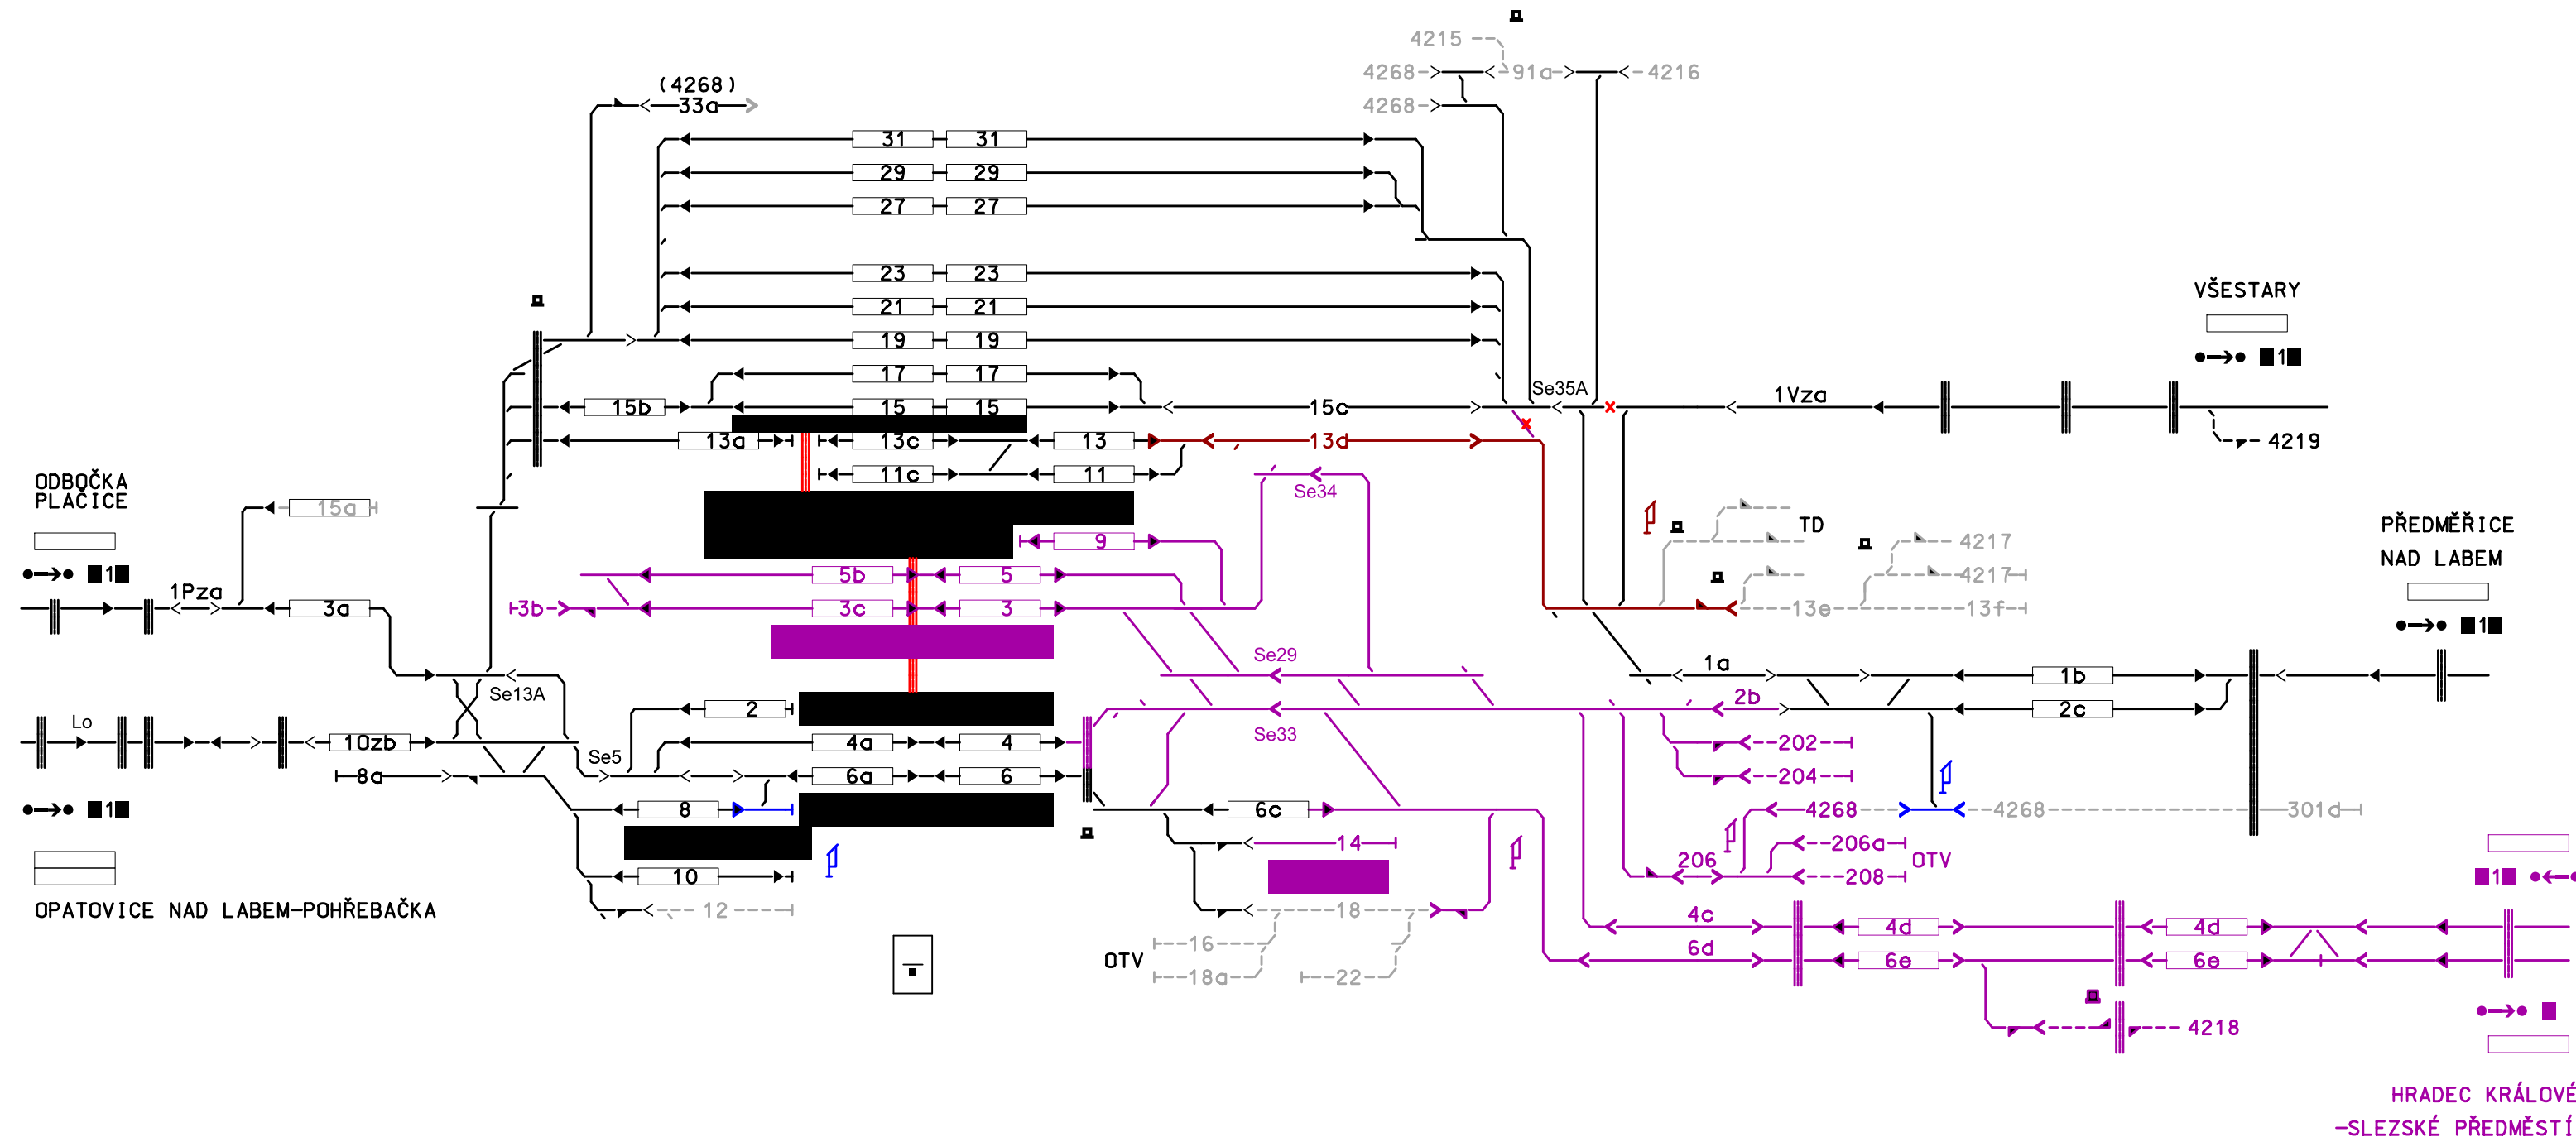 4215
4268 91a 4216
(4268)
33a
4268
31 31
29 29
27 27
23 23
21 21
19 19
17 17
VŠESTARY
1
Se35A
1Vza
15b 15 15 15c
13a 13c 13 13d
4219
11c 11
Se34
ODBOČKA
PLAČICE
15a
TD
PŘEDMĚŘICE
NAD LABEM
9
4217
1
5b 5
4217
1Pza
3a
3b 3c 3
13e 13f
1
Se29
1a
1b
Se13A
2
2b
2c
Lo
Se33
10zb
Se5
4a 4
202
8a
6a 6
204
1
8
6c
4268 4268 301d
14
206a
206
OTV
10
208
1
OPATOVICE NAD LABEM-POHŘEBAČKA
12
18
4c
4d 4d
16
6d
OTV
18a
22
6e 6e
4218
HRADEC KRÁLOVÉ
-SLEZSKÉ PŘEDMĚSTÍ